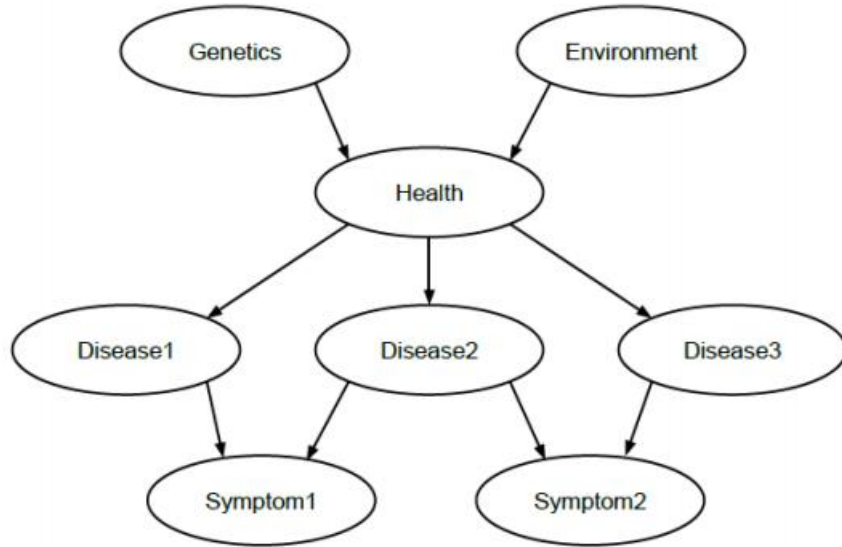 Genetics
Environment
Health
Disease1
Disease2
Disease3
Symptom1
Symptom2